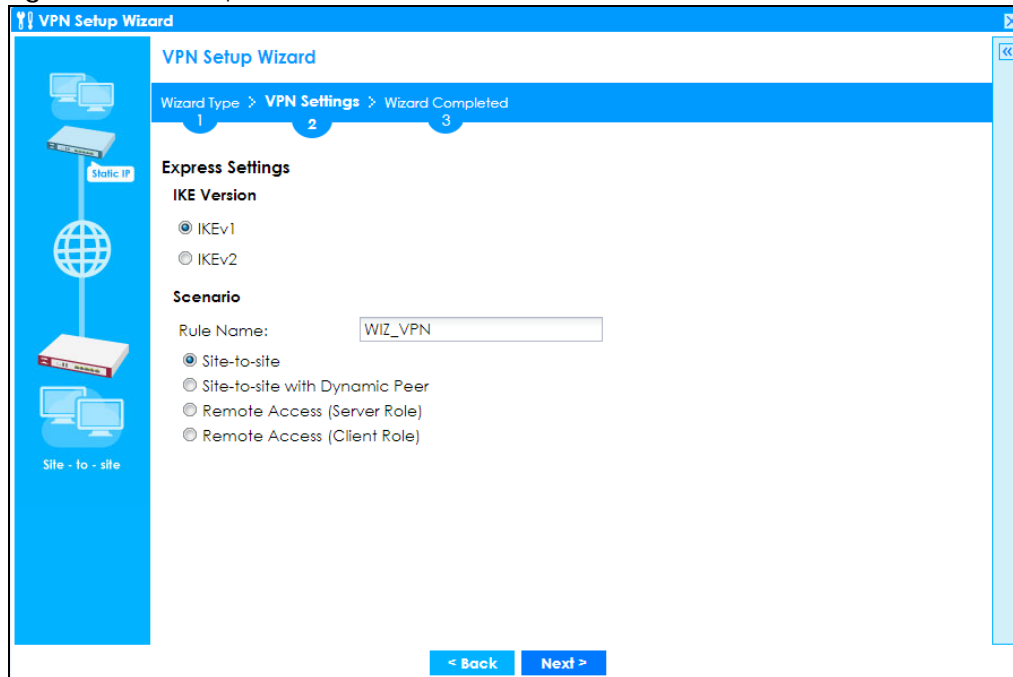 VPN Setup Wizard
VPN Setup Wizard
Wizard Type > VPN Settings > Wizard Completed
1 2 3
Static IP
Express Settings
IKE Version
IKEv1
IKEv2
Scenario
Rule Name: WIZ_VPN
Site-to-site
Site-to-site with Dynamic Peer
Remote Access (Server Role)
Remote Access (Client Role)
Site - to - site
< Back Next >